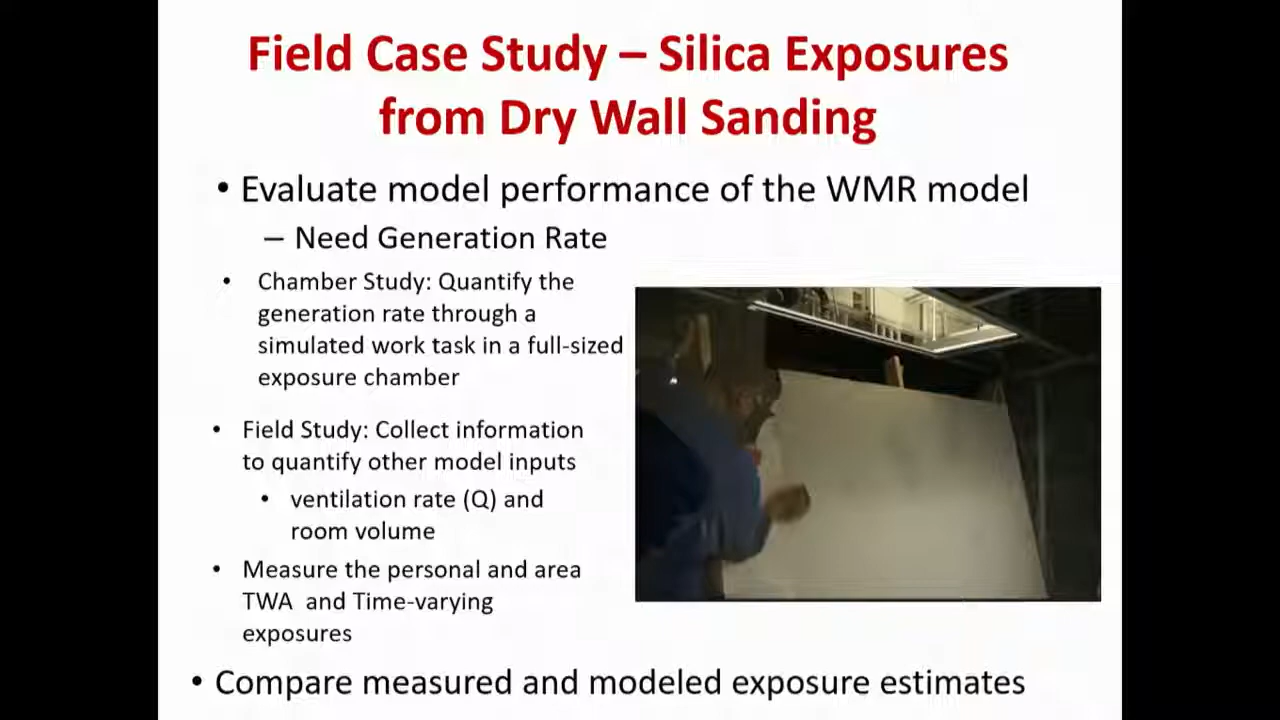 Field Case Study – Silica Exposures
from Dry Wall Sanding
• Evaluate model performance of the WMR model
– Need Generation Rate
• Chamber Study: Quantify the
generation rate through a
simulated work task in a full-sized
exposure chamber
• Field Study: Collect information
to quantify other model inputs
• ventilation rate (Q) and
room volume
• Measure the personal and area
TWA and Time-varying
exposures
• Compare measured and modeled exposure estimates